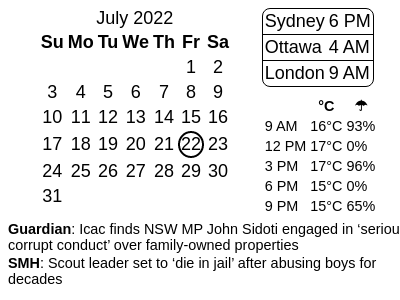 July 2022
Su Mo Tu We Th Fr Sa
1 2
3 4 5 6 7 8 9
10 11 12 13 14 15 16
17 18 19 20 21 22 23
24 25 26 27 28 29 30
31
Sydney 6 PM
Ottawa 4 AM
London 9 AM
°C ☂
9 AM 16°C 93%
12 PM 17°C 0%
3 PM 17°C 96%
6 PM 15°C 0%
9 PM 15°C 65%
Guardian: Icac finds NSW MP John Sidoti engaged in ‘seriou
corrupt conduct’ over family-owned properties
SMH: Scout leader set to ‘die in jail’ after abusing boys for
decades